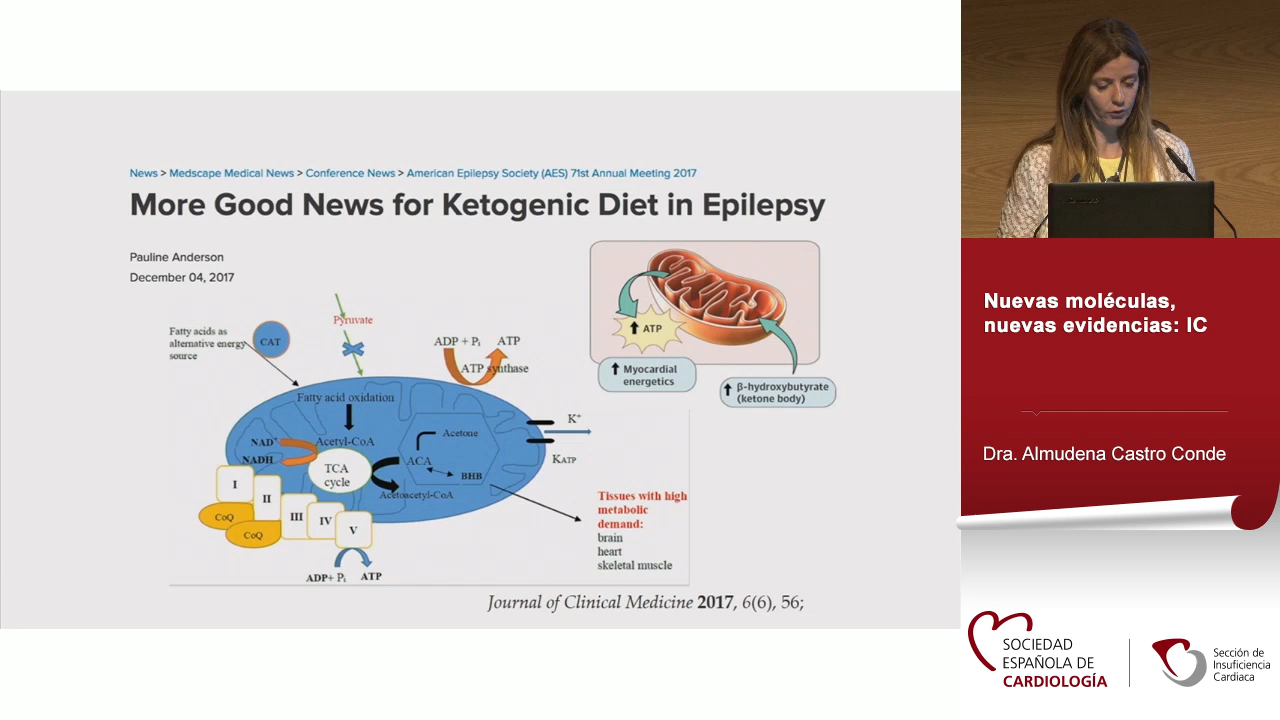 News > Medscape Medical News > Conference News > American Epilepsy Society (AES) 71st Annual Meeting 2017
More Good News for Ketogenic Diet in Epilepsy
Pauline Anderson
December 04, 2017
Fatty acids as
alternative energy
source
CAT
Pyruvate
ADP + Pi
ATP
ATP synthase
ATP
Myocardial
energetics
β-hydroxybutyrate
(ketone body)
Fatty acid oxidation
NAD+
NADH
Acetyl-CoA
TCA
cycle
Acetone
ACA
BHB
Acetoacetyl-CoA
K+
KATP
I
II
III
IV
V
CoQ
CoQ
ADP+ Pi
ATP
Tissues with high
metabolic
demand:
brain
heart
skeletal muscle
Journal of Clinical Medicine 2017, 6(6), 56;
Nuevas moléculas,
nuevas evidencias: IC
Dra. Almudena Castro Conde
SOCIEDAD
ESPAÑOLA DE
CARDIOLOGÍA
Sección de
Insuficiencia
Cardiaca